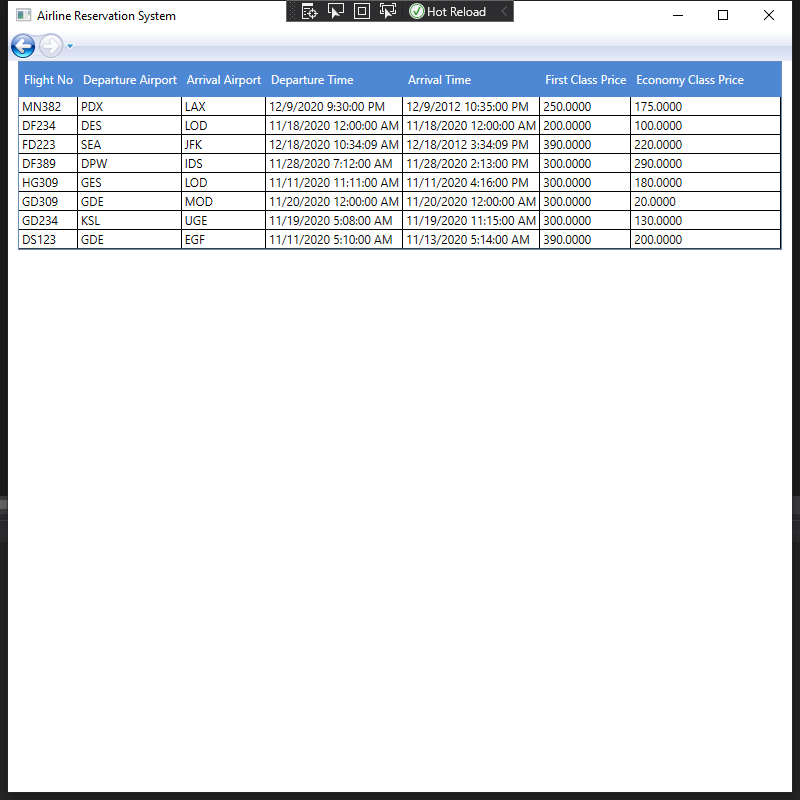 Airline Reservation System
Hot Reload
Flight No Departure Airport Arrival Airport Departure Time Arrival Time First Class Price Economy Class Price
MN382 PDX LAX 12/9/2020 9:30:00 PM 12/9/2012 10:35:00 PM 250.0000 175.0000
DF234 DES LOD 11/18/2020 12:00:00 AM 11/18/2020 12:00:00 AM 200.0000 100.0000
FD223 SEA JFK 12/18/2020 10:34:09 AM 12/18/2012 3:34:09 PM 390.0000 220.0000
DF389 DPW IDS 11/28/2020 7:12:00 AM 11/28/2020 2:13:00 PM 300.0000 290.0000
HG309 GES LOD 11/11/2020 11:11:00 AM 11/11/2020 4:16:00 PM 300.0000 180.0000
GD309 GDE MOD 11/20/2020 12:00:00 AM 11/20/2020 12:00:00 AM 300.0000 20.0000
GD234 KSL UGE 11/19/2020 5:08:00 AM 11/19/2020 11:15:00 AM 300.0000 130.0000
DS123 GDE EGF 11/11/2020 5:10:00 AM 11/13/2020 5:14:00 AM 390.0000 200.0000